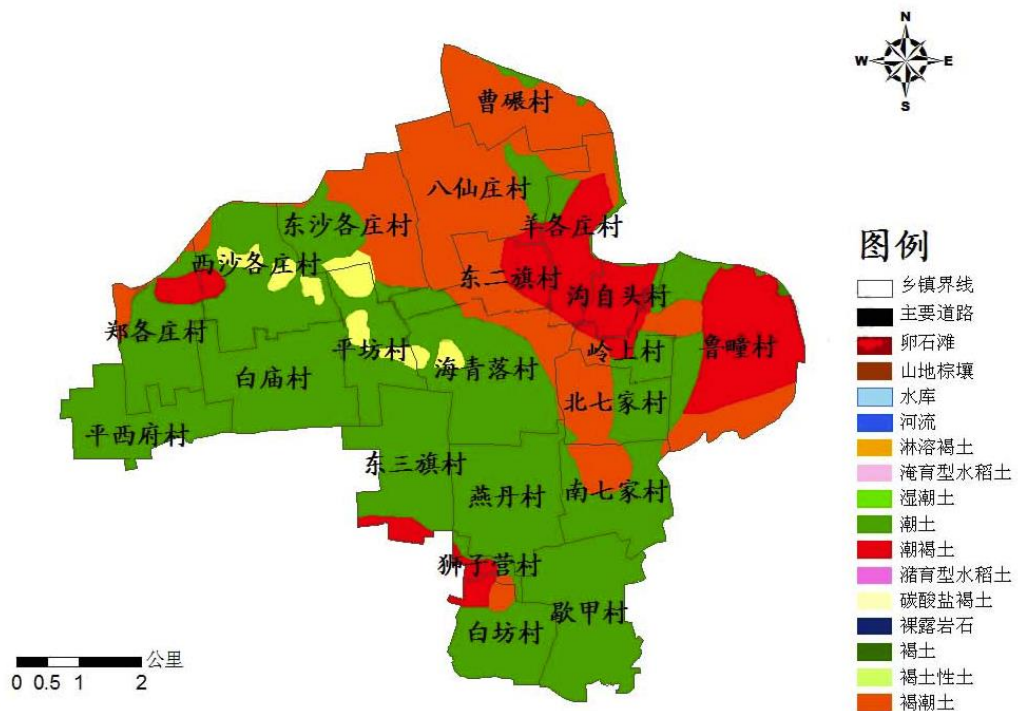 N
W E
S
曹碾村
八仙庄村
东沙各庄村
羊各庄村
西沙各庄村
东二旗村
沟自头村
郑各庄村
平坊村
海青落村
岭上村
鲁疃村
白庙村
北七家村
平西府村
东三旗村
燕丹村
南七家村
狮子营村
歇甲村
白坊村
公里
0 0.5 1 2
图例
乡镇界线
主要道路
卵石滩
山地棕壤
水库
河流
淋溶褐土
淹育型水稻土
湿潮土
潮土
潮褐土
潴育型水稻土
碳酸盐褐土
裸露岩石
褐土
褐土性土
褐潮土